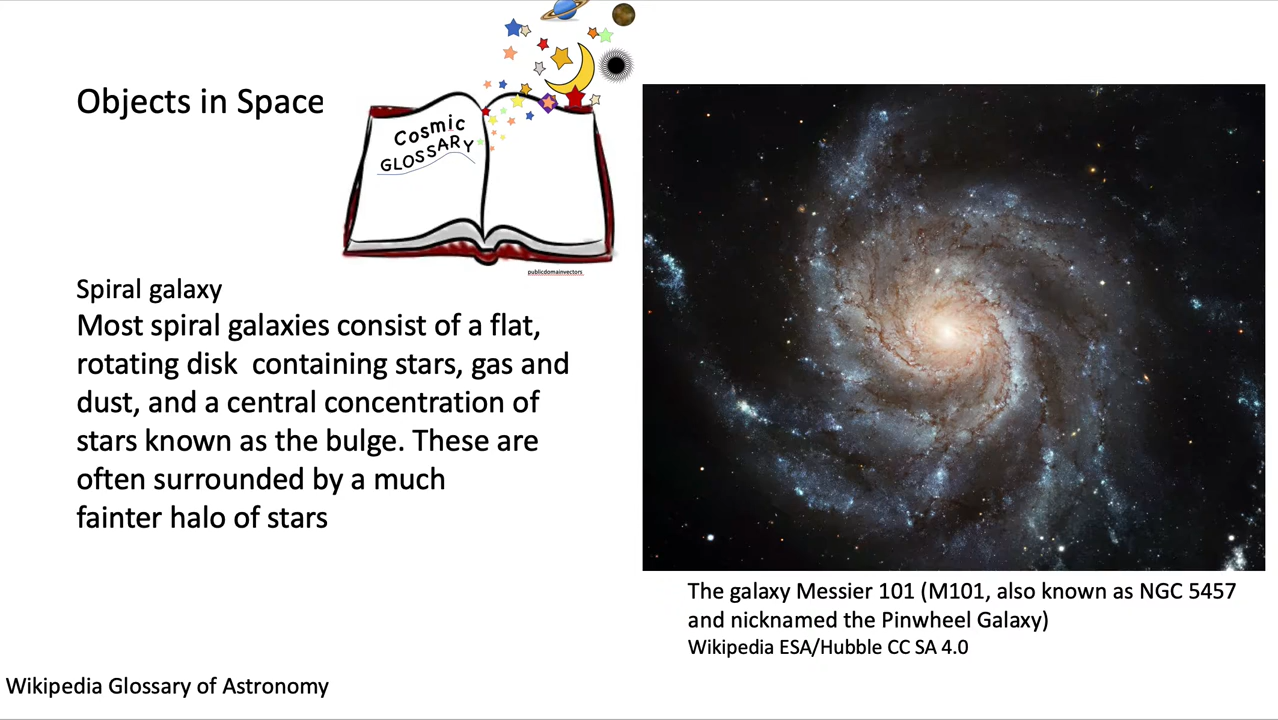 Objects in Space
Cosmic
GLOSSARY
publicdomainvectors
Spiral galaxy
Most spiral galaxies consist of a flat,
rotating disk  containing stars, gas and
dust, and a central concentration of
stars known as the bulge. These are
often surrounded by a much
fainter halo of stars
The galaxy Messier 101 (M101, also known as NGC 5457
and nicknamed the Pinwheel Galaxy)
Wikipedia ESA/Hubble CC SA 4.0
Wikipedia Glossary of Astronomy